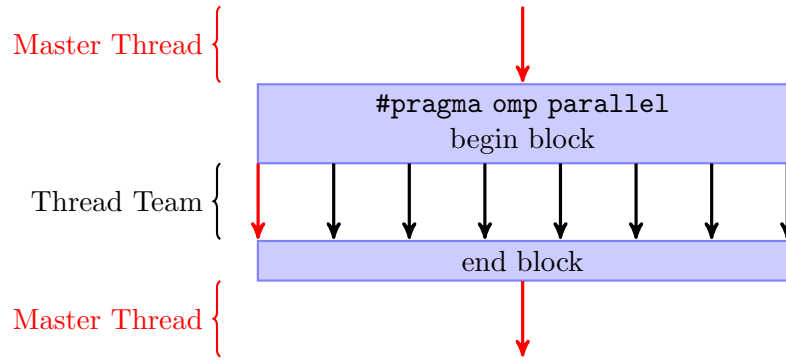 Master Thread
#pragma omp parallel
begin block
Thread Team
end block
Master Thread